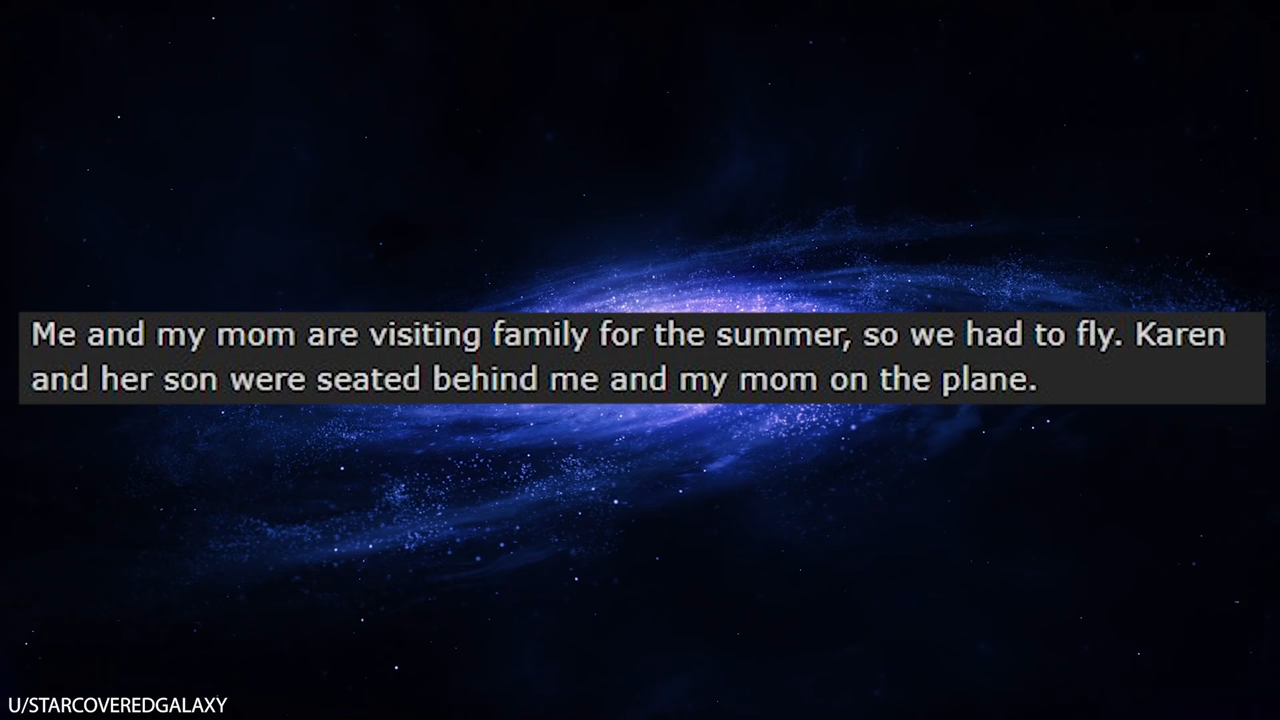 Me and my mom are visiting family for the summer, so we had to fly. Karen
and her son were seated behind me and my mom on the plane.
U/STARCOVEREDGALAXY